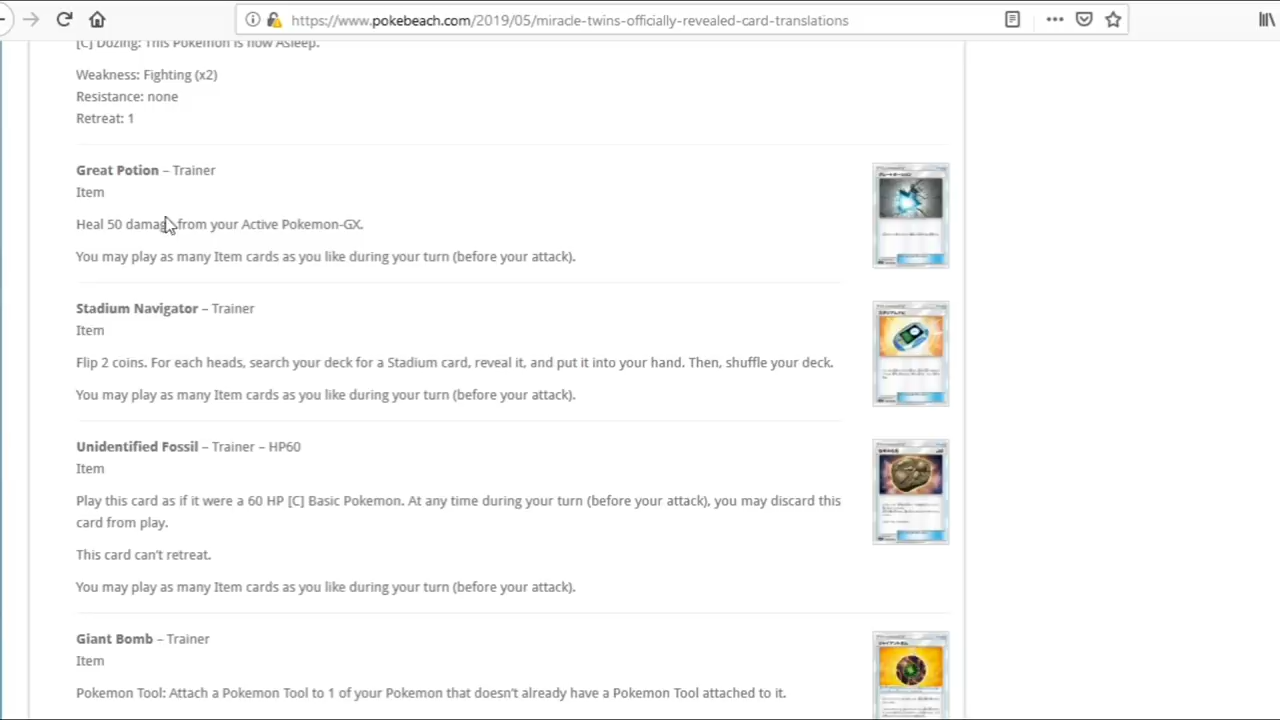 https://www.pokebeach.com/2019/05/miracle-twins-officially-revealed-card-translations
[C] Dozing: This Pokemon is now Asleep.
Weakness: Fighting (x2)
Resistance: none
Retreat: 1
Great Potion – Trainer
Item
Heal 50 damage from your Active Pokemon-GX.
You may play as many Item cards as you like during your turn (before your attack).
Stadium Navigator – Trainer
Item
Flip 2 coins. For each heads, search your deck for a Stadium card, reveal it, and put it into your hand. Then, shuffle your deck.
You may play as many Item cards as you like during your turn (before your attack).
Unidentified Fossil – Trainer – HP60
Item
Play this card as if it were a 60 HP [C] Basic Pokemon. At any time during your turn (before your attack), you may discard this
card from play.
This card can't retreat.
You may play as many Item cards as you like during your turn (before your attack).
Giant Bomb – Trainer
Item
Pokemon Tool: Attach a Pokemon Tool to 1 of your Pokemon that doesn't already have a Pokemon Tool attached to it.